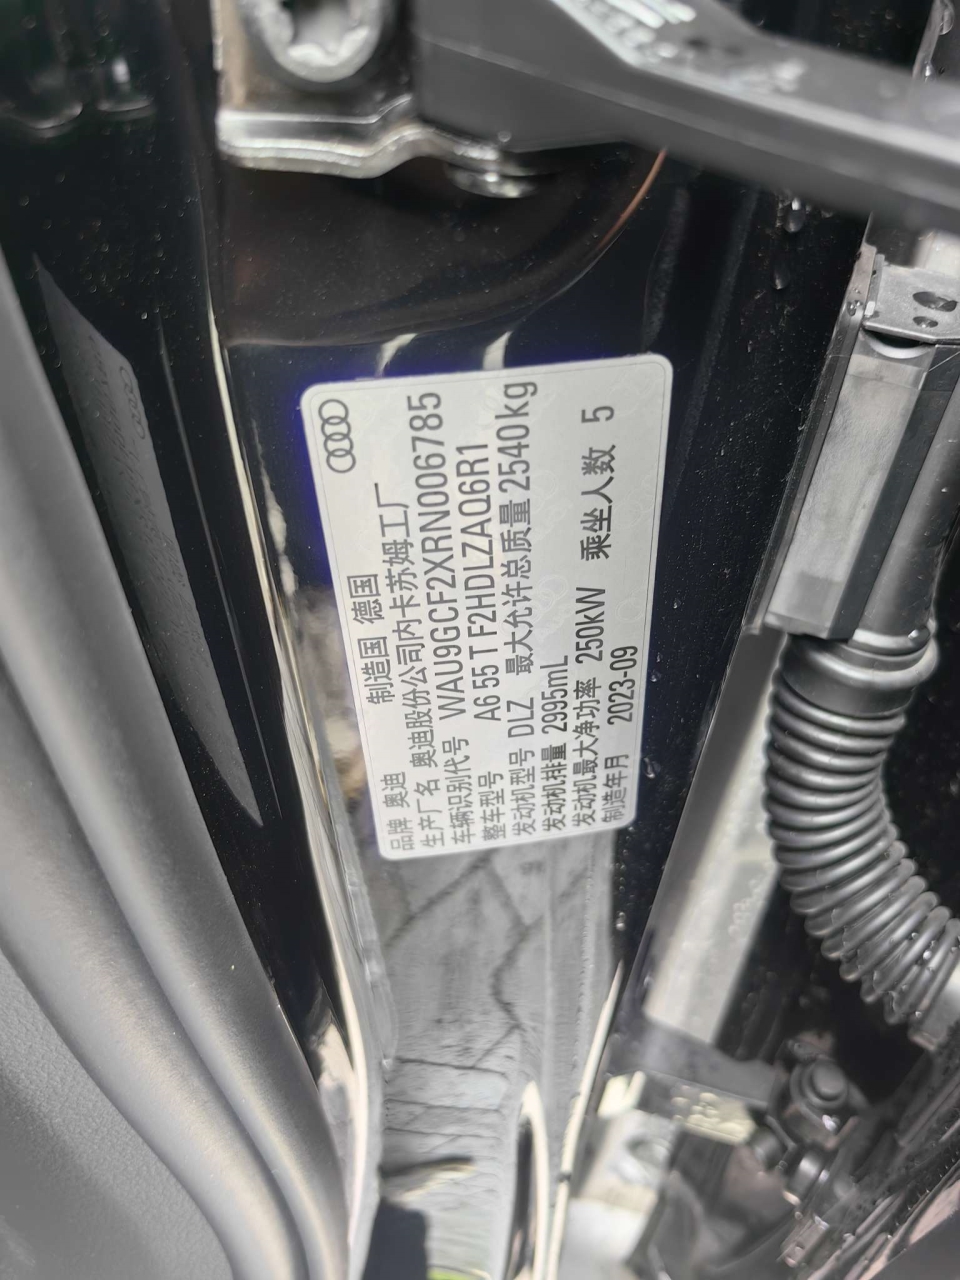 品牌 奥迪 制造国 德国
生产厂名 奥迪股份公司内卡苏姆工厂
车辆识别代号 WAU9GCF2XRN006785
整车型号 A6 55 T F2HDLZAQ6R1
发动机型号 DLZ 最大允许总质量 2540kg
发动机排量 2995mL
发动机最大净功率 250kW 乘坐人数 5
制造年月 2023-09